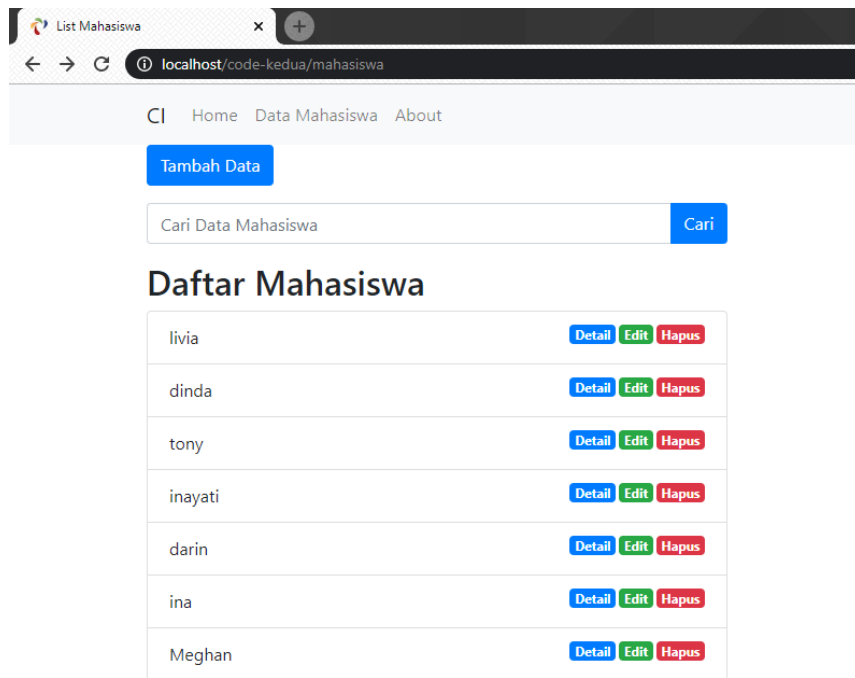 List Mahasiswa
localhost/code-kedua/mahasiswa
CI Home Data Mahasiswa About
Tambah Data
Cari Data Mahasiswa Cari
Daftar Mahasiswa
livia Detail Edit Hapus
dinda Detail Edit Hapus
tony Detail Edit Hapus
inayati Detail Edit Hapus
darin Detail Edit Hapus
ina Detail Edit Hapus
Meghan Detail Edit Hapus